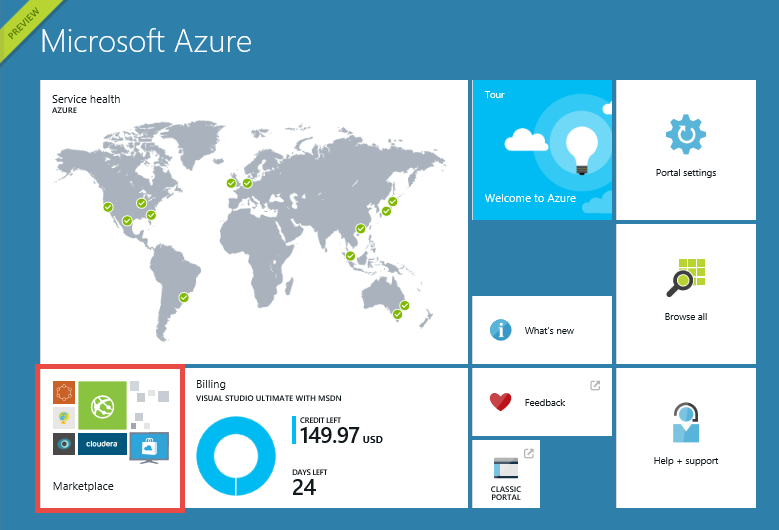 PREVIEW
Microsoft Azure
Service health
AZURE
Tour
Welcome to Azure
Portal settings
Browse all
What's new
Marketplace
cloudera
Billing
VISUAL STUDIO ULTIMATE WITH MSDN
CREDIT LEFT
149.97 USD
DAYS LEFT
24
Feedback
CLASSIC
PORTAL
Help + support